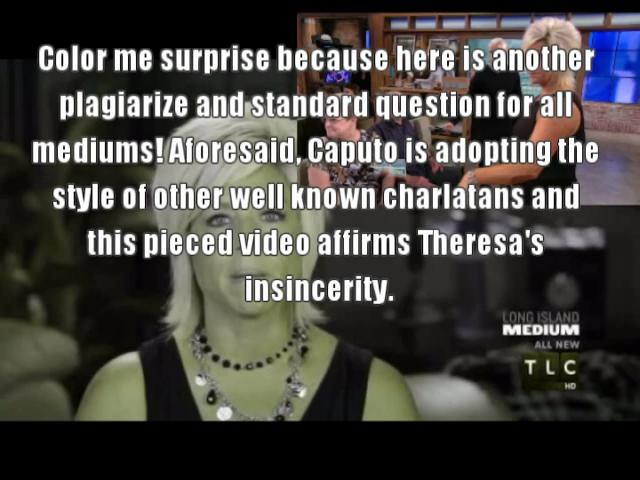 Color me surprise because here is another
plagiarize and standard question for all
mediums! Aforesaid, Caputo is adopting the
style of other well known charlatans and
this pieced video affirms Theresa's
insincerity.
LONG ISLAND
MEDIUM
ALL NEW
TLC
HD